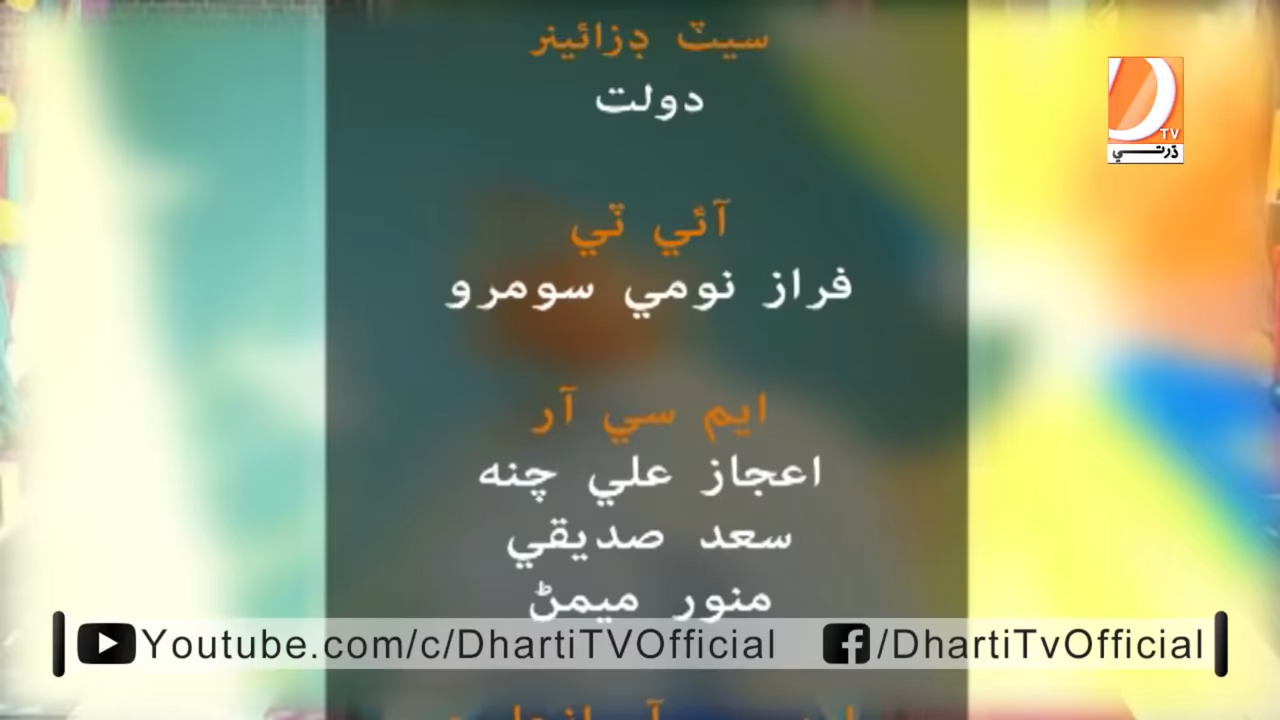 سيٽ ڊزائينر
دولت
TV
ڌرتي
آئي ٽي
فراز نومي سومرو
ايم سي آر
اعجاز علي چنه
سعد صديقي
منور ميمڻ
Youtube.com/c/DhartiTVOfficial
/DhartiTvOfficial